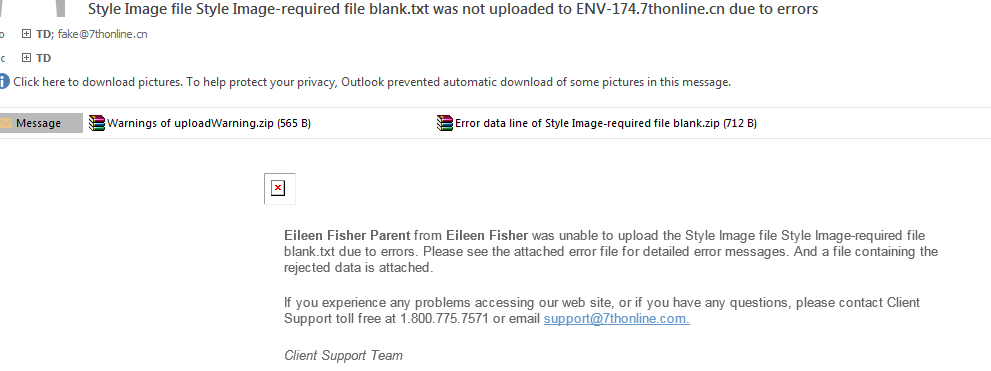 Style Image file Style Image-required file blank.txt was not uploaded to ENV-174.7thonline.cn due to errors
o TD; fake@7thonline.cn
c TD
Click here to download pictures. To help protect your privacy, Outlook prevented automatic download of some pictures in this message.
Message Warnings of uploadWarning.zip (565 B) Error data line of Style Image-required file blank.zip (712 B)
Eileen Fisher Parent from Eileen Fisher was unable to upload the Style Image file Style Image-required file
blank.txt due to errors. Please see the attached error file for detailed error messages. And a file containing the
rejected data is attached.
If you experience any problems accessing our web site, or if you have any questions, please contact Client
Support toll free at 1.800.775.7571 or email support@7thonline.com.
Client Support Team